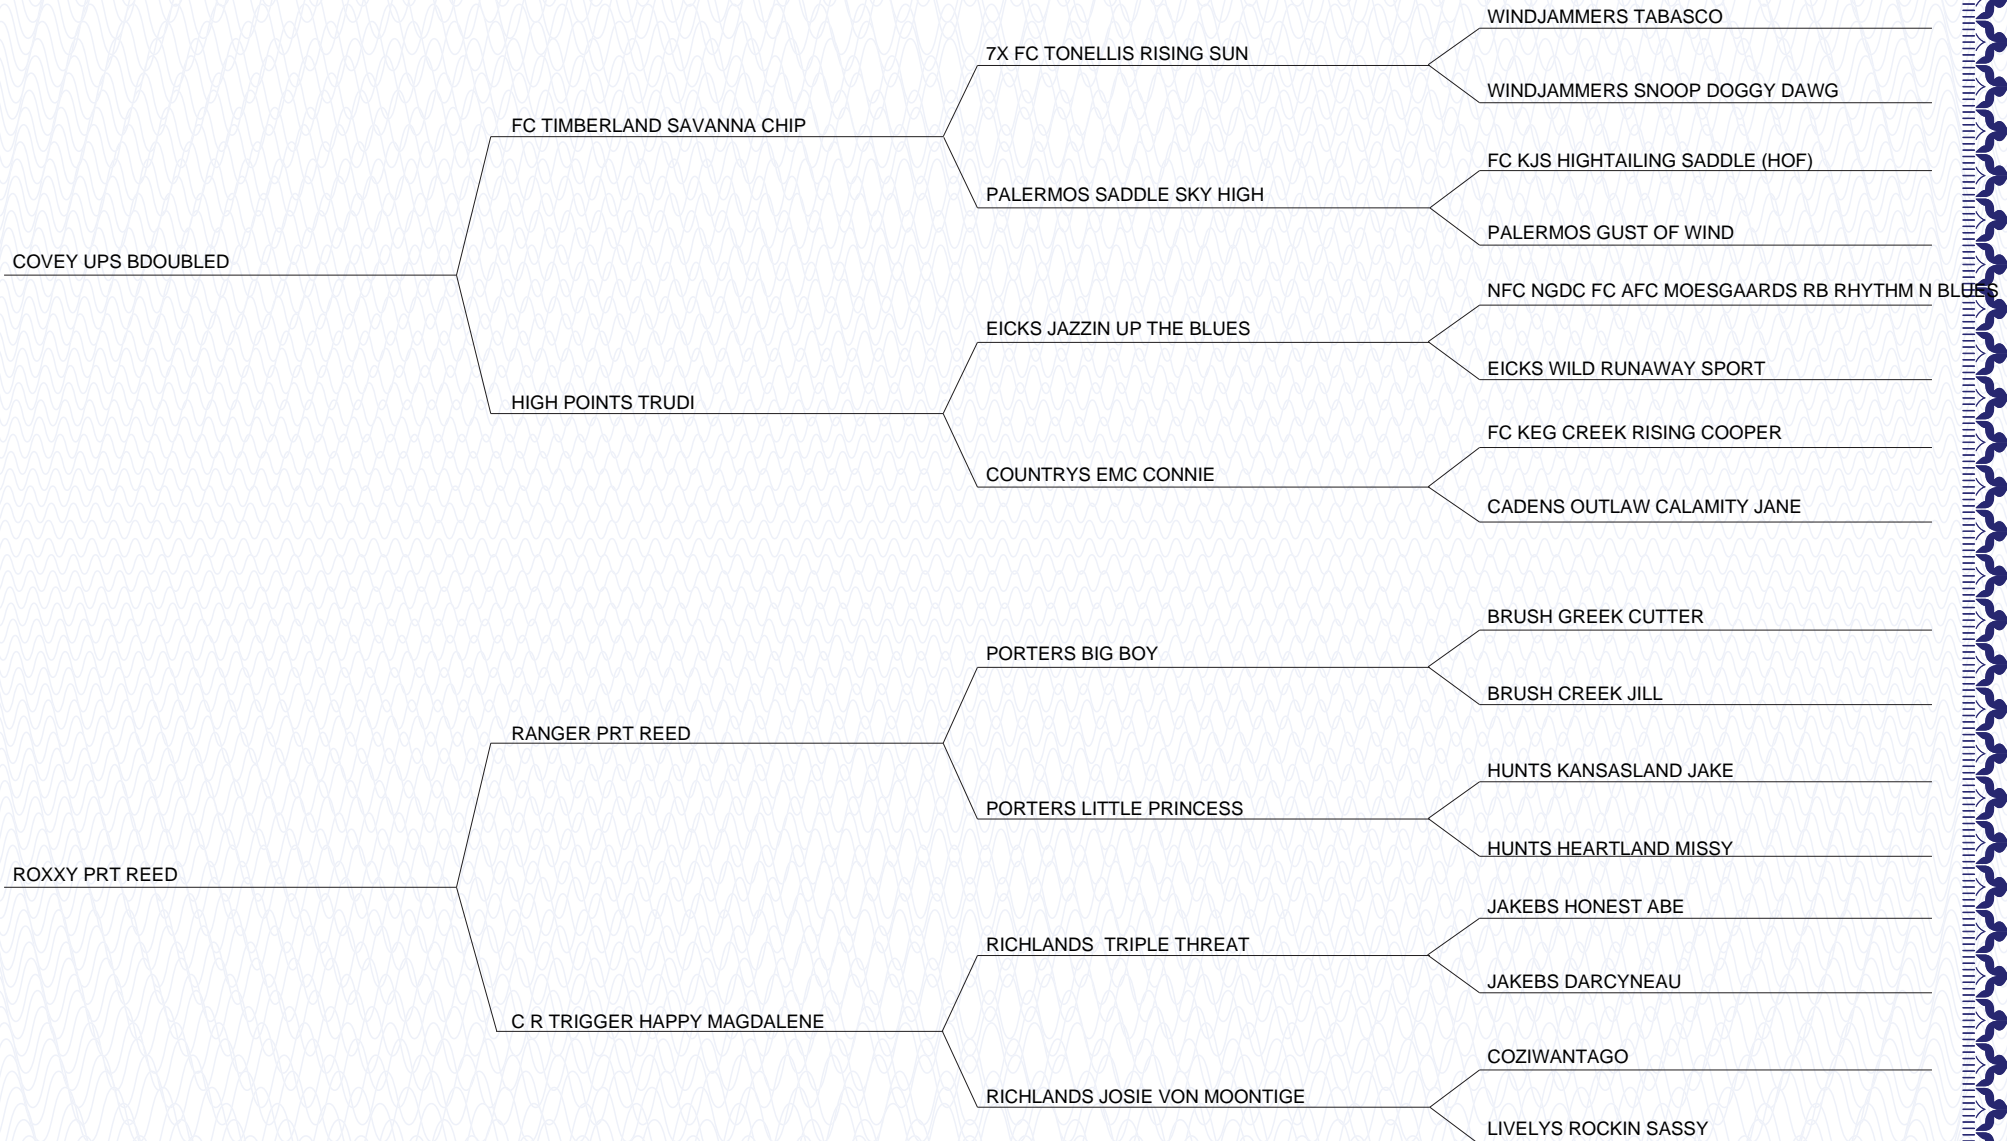 WINDJAMMERS TABASCO
7X FC TONELLIS RISING SUN
WINDJAMMERS SNOOP DOGGY DAWG
FC TIMBERLAND SAVANNA CHIP
FC KJS HIGHTAILING SADDLE (HOF)
PALERMOS SADDLE SKY HIGH
PALERMOS GUST OF WIND
COVEY UPS BDOUBLED
NFC NGDC FC AFC MOESGAARDS RB RHYTHM N BLUES
EICKS JAZZIN UP THE BLUES
EICKS WILD RUNAWAY SPORT
HIGH POINTS TRUDI
FC KEG CREEK RISING COOPER
COUNTRYS EMC CONNIE
CADENS OUTLAW CALAMITY JANE
BRUSH GREEK CUTTER
PORTERS BIG BOY
BRUSH CREEK JILL
RANGER PRT REED
HUNTS KANSASLAND JAKE
PORTERS LITTLE PRINCESS
HUNTS HEARTLAND MISSY
ROXXY PRT REED
JAKEBS HONEST ABE
RICHLANDS  TRIPLE THREAT
JAKEBS DARCYNEAU
C R TRIGGER HAPPY MAGDALENE
COZIWANTAGO
RICHLANDS JOSIE VON MOONTIGE
LIVELYS ROCKIN SASSY